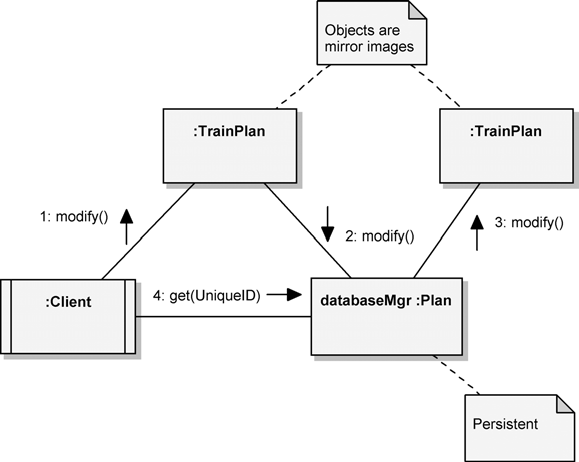 Objects are
mirror images
:TrainPlan
:TrainPlan
1: modify()
2: modify()
3: modify()
:Client
4: get(UniqueID)
databaseMgr :Plan
Persistent